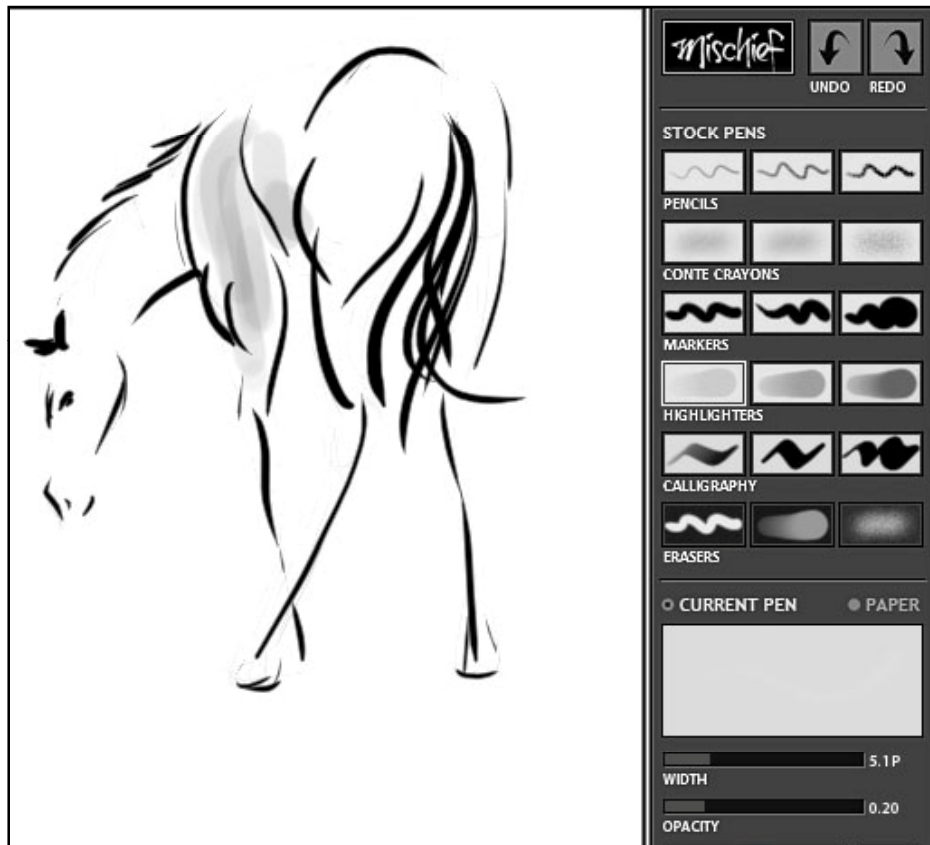 mischief
UNDO REDO
STOCK PENS
PENCILS
CONTE CRAYONS
MARKERS
HIGHLIGHTERS
CALLIGRAPHY
ERASERS
CURRENT PEN PAPER
5.1P
WIDTH
0.20
OPACITY